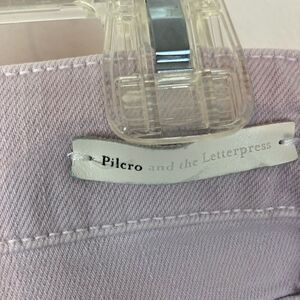 Pilcro and the Letterpress